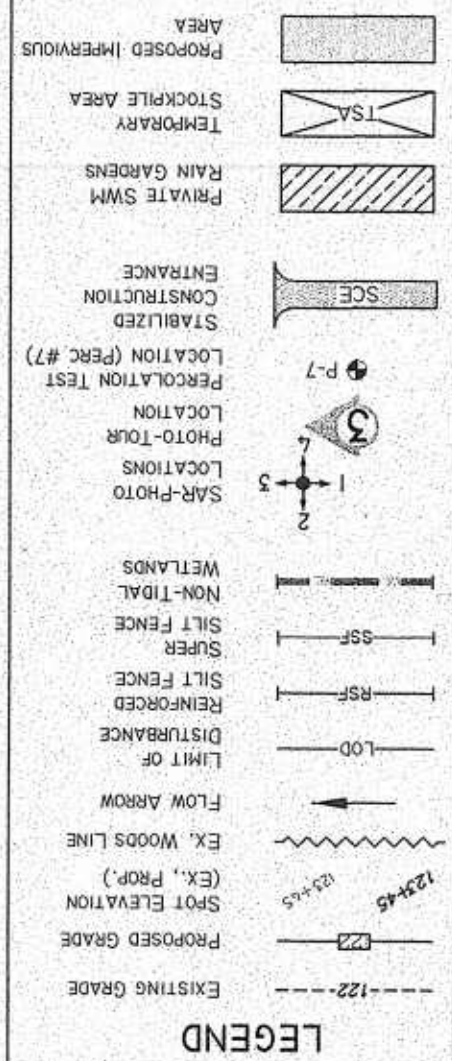 LEGEND
122 EXISTING GRADE
122 PROPOSED GRADE
123+45 123+45 SPOT ELEVATION
(EX., PROP.)
EX. WOODS LINE
FLOW ARROW
LOD LIMIT OF
DISTURBANCE
RSF REINFORCED
SILT FENCE
SSF SUPER
SILT FENCE
NON-TIDAL
WETLANDS
2
1 3 SAR-PHOTO
LOCATIONS
4
3 PHOTO-TOUR
LOCATION
P-7 PERCOLATION TEST
LOCATION (PERC #7)
SCE STABILIZED
CONSTRUCTION
ENTRANCE
PRIVATE SWM
RAIN GARDENS
TSA TEMPORARY
STOCKPILE AREA
PROPOSED IMPERVIOUS
AREA